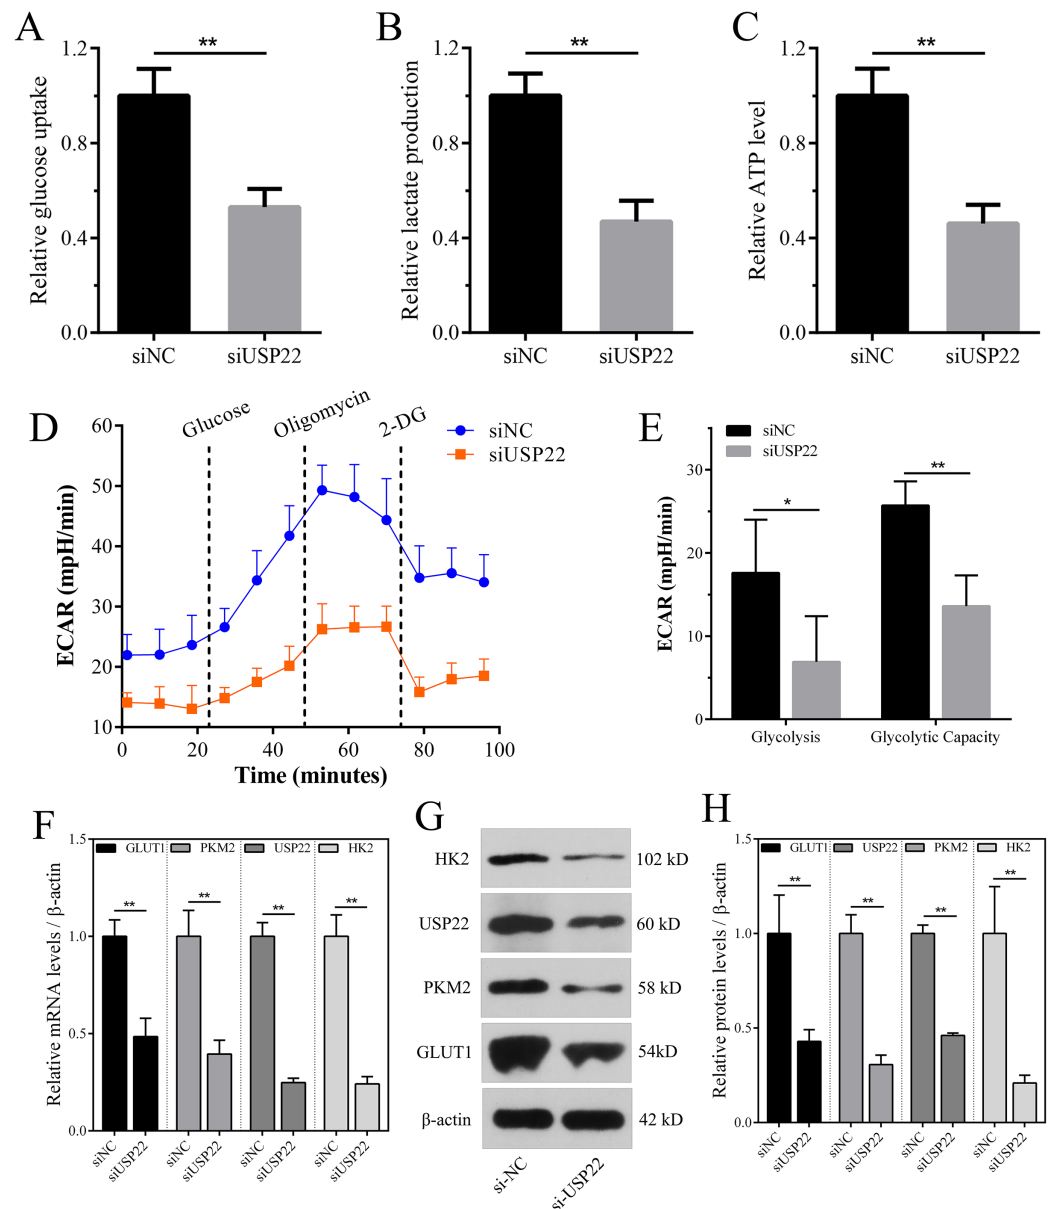 A
Relative glucose uptake
1.2
0.8
0.4
0.0
**
siNC
siUSP22
B
Relative lactate production
1.2
0.8
0.4
0.0
**
siNC
siUSP22
C
Relative ATP level
1.2
0.8
0.4
0.0
**
siNC
siUSP22
D
Glucose
Oligomycin
2-DG
siNC
siUSP22
ECAR (mpH/min)
60
50
40
30
20
10
0
20
40
60
80
100
Time (minutes)
E
siNC
siUSP22
ECAR (mpH/min)
30
20
10
0
*
**
Glycolysis
Glycolytic Capacity
F
Relative mRNA levels / β-actin
1.5
1.0
0.5
0.0
GLUT1
PKM2
USP22
HK2
**
**
**
**
siNC
siUSP22
siNC
siUSP22
siNC
siUSP22
siNC
siUSP22
G
HK2
102 kD
USP22
60 kD
PKM2
58 kD
GLUT1
54kD
β-actin
42 kD
si-NC
si-USP22
H
Relative protein levels / β-actin
1.5
1.0
0.5
0.0
GLUT1
USP22
PKM2
HK2
**
**
**
**
siNC
siUSP22
siNC
siUSP22
siNC
siUSP22
siNC
siUSP22